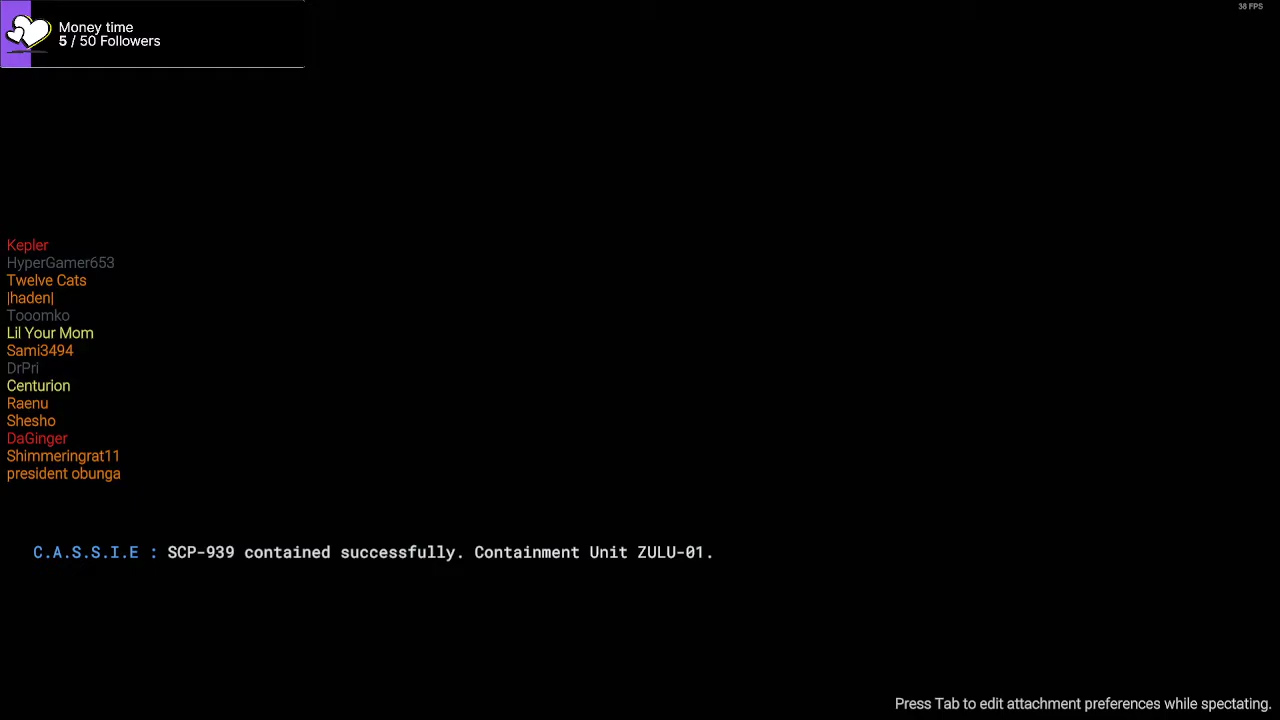 38 FPS
Money time
5 / 50 Followers
Kepler
HyperGamer653
Twelve Cats
|haden|
Tooomko
Lil Your Mom
Sami3494
DrPri
Centurion
Raenu
Shesho
DaGinger
Shimmeringrat11
president obunga
C.A.S.S.I.E : SCP-939 contained successfully. Containment Unit ZULU-01.
Press Tab to edit attachment preferences while spectating.